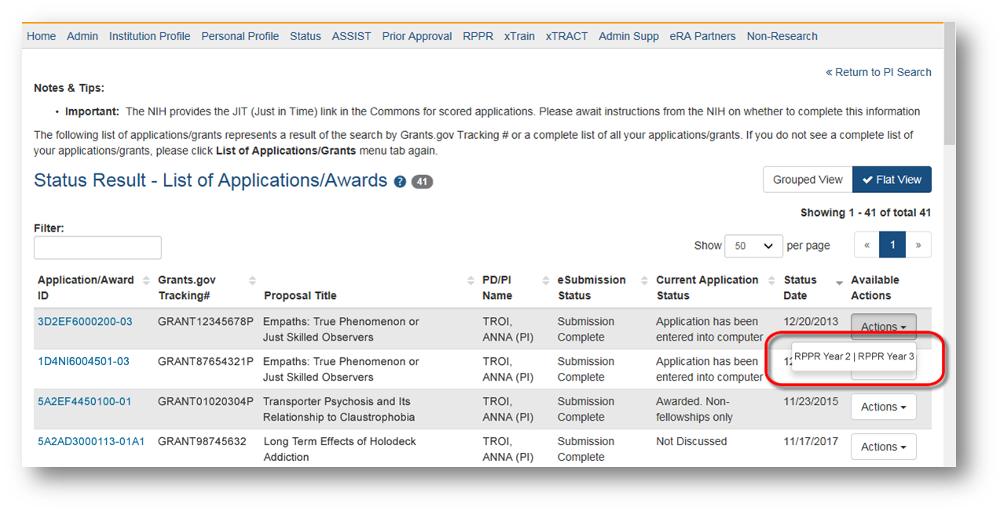 Home Admin Institution Profile Personal Profile Status ASSIST Prior Approval RPPR xTrain xTRACT Admin Supp eRA Partners Non-Research
« Return to PI Search
Notes & Tips:
• Important: The NIH provides the JIT (Just in Time) link in the Commons for scored applications. Please await instructions from the NIH on whether to complete this information
The following list of applications/grants represents a result of the search by Grants.gov Tracking # or a complete list of all your applications/grants. If you do not see a complete list of
your applications/grants, please click List of Applications/Grants menu tab again.
Status Result - List of Applications/Awards ? 41
Grouped View ✔ Flat View
Showing 1 - 41 of total 41
Filter:
Show 50 per page « 1 »
Application/Award Grants.gov PD/PI eSubmission Current Application Status Available
ID Tracking# Proposal Title Name Status Status Date Actions
3D2EF6000200-03 GRANT12345678P Empaths: True Phenomenon or TROI, Submission Application has been 12/20/2013 Actions
Just Skilled Observers ANNA (PI) Complete entered into computer
RPPR Year 2 | RPPR Year 3
1D4NI6004501-03 GRANT87654321P Empaths: True Phenomenon or TROI, Submission Application has been
Just Skilled Observers ANNA (PI) Complete entered into computer
5A2EF4450100-01 GRANT01020304P Transporter Psychosis and Its TROI, Submission Awarded. Non- 11/23/2015 Actions
Relationship to Claustrophobia ANNA (PI) Complete fellowships only
5A2AD3000113-01A1 GRANT98745632 Long Term Effects of Holodeck TROI, Submission Not Discussed 11/17/2017 Actions
Addiction ANNA (PI) Complete